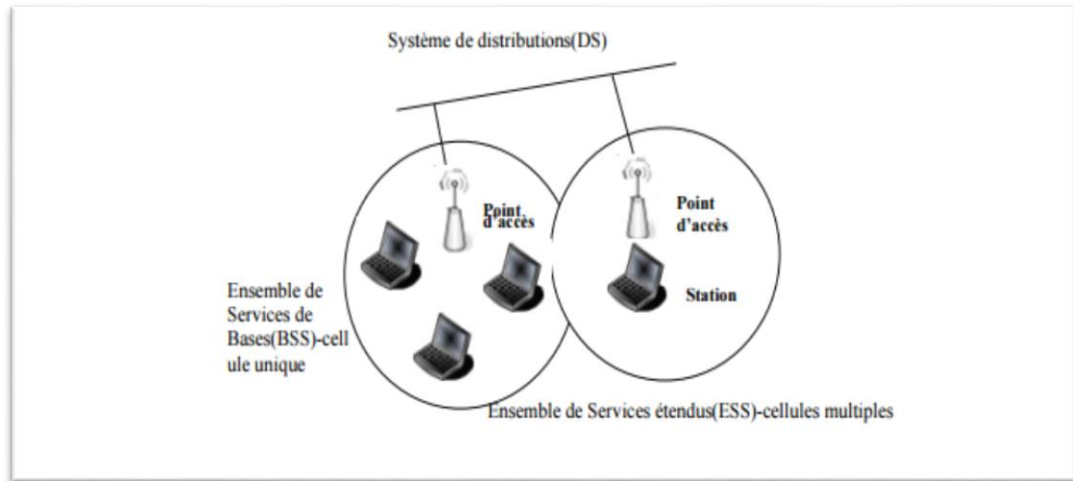 Système de distributions(DS)
Point
d'accès
Point
d'accès
Ensemble de
Services de
Bases(BSS)-cell
ule unique
Station
Ensemble de Services étendus(ESS)-cellules multiples